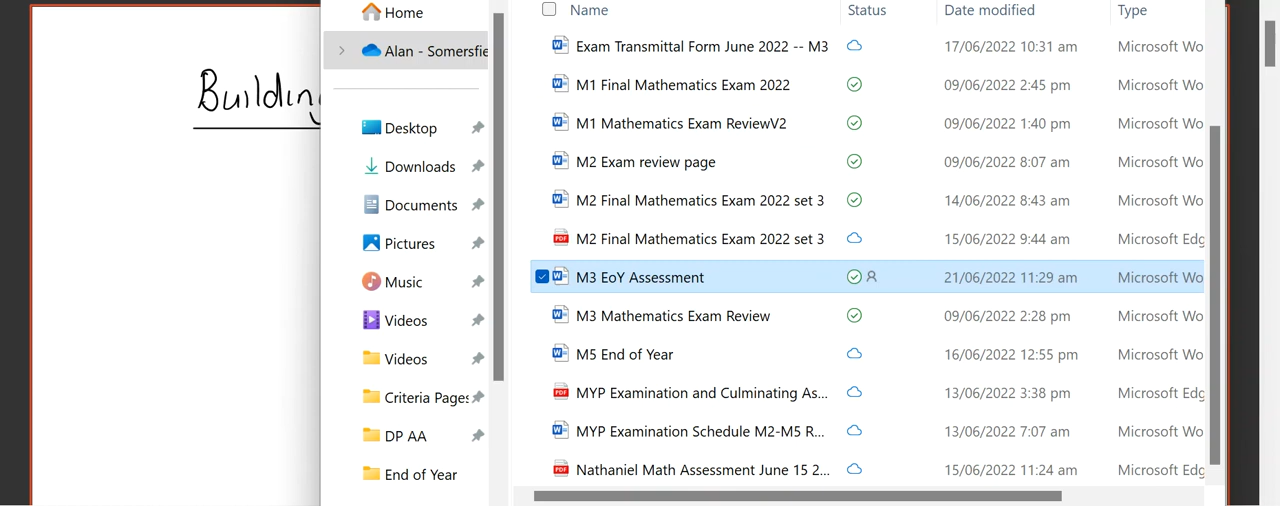 Building
Home
Alan - Somersfie
Desktop
Downloads
Documents
Pictures
Music
Videos
Videos
Criteria Pages
DP AA
End of Year
Name Status Date modified Type
Exam Transmittal Form June 2022 -- M3 17/06/2022 10:31 am Microsoft Wo
M1 Final Mathematics Exam 2022 09/06/2022 2:45 pm Microsoft Wo
M1 Mathematics Exam ReviewV2 09/06/2022 1:40 pm Microsoft Wo
M2 Exam review page 09/06/2022 8:07 am Microsoft Wo
M2 Final Mathematics Exam 2022 set 3 14/06/2022 8:43 am Microsoft Wo
M2 Final Mathematics Exam 2022 set 3 15/06/2022 9:44 am Microsoft Edg
M3 EoY Assessment 21/06/2022 11:29 am Microsoft Wo
M3 Mathematics Exam Review 09/06/2022 2:28 pm Microsoft Wo
M5 End of Year 16/06/2022 12:55 pm Microsoft Wo
MYP Examination and Culminating As... 13/06/2022 3:38 pm Microsoft Edg
MYP Examination Schedule M2-M5 R... 13/06/2022 7:07 am Microsoft Wo
Nathaniel Math Assessment June 15 2... 15/06/2022 11:24 am Microsoft Edg